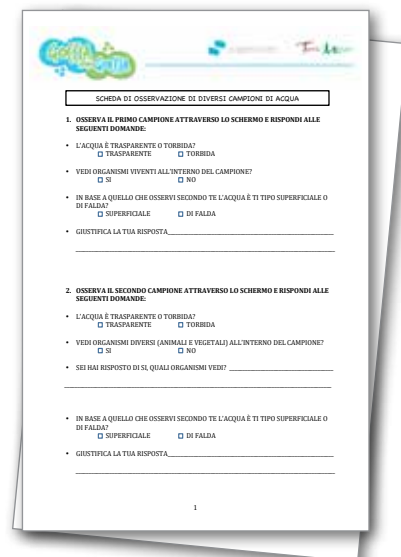 Goccia
Goccia
SCHEDA DI OSSERVAZIONE DI DIVERSI CAMPIONI DI ACQUA
1. OSSERVA IL PRIMO CAMPIONE ATTRAVERSO LO SCHERMO E RISPONDI ALLE
SEGUENTI DOMANDE:
• L'ACQUA È TRASPARENTE O TORBIDA?
TRASPARENTE TORBIDA
• VEDI ORGANISMI VIVENTI ALL'INTERNO DEL CAMPIONE?
SI NO
• IN BASE A QUELLO CHE OSSERVI SECONDO TE L'ACQUA È TI TIPO SUPERFICIALE O
DI FALDA?
SUPERFICIALE DI FALDA
• GIUSTIFICA LA TUA RISPOSTA
2. OSSERVA IL SECONDO CAMPIONE ATTRAVERSO LO SCHERMO E RISPONDI ALLE
SEGUENTI DOMANDE:
• L'ACQUA È TRASPARENTE O TORBIDA?
TRASPARENTE TORBIDA
• VEDI ORGANISMI DIVERSI (ANIMALI E VEGETALI) ALL'INTERNO DEL CAMPIONE?
SI NO
• SEI HAI RISPOSTO DI SI, QUALI ORGANISMI VEDI?
• IN BASE A QUELLO CHE OSSERVI SECONDO TE L'ACQUA È TI TIPO SUPERFICIALE O
DI FALDA?
SUPERFICIALE DI FALDA
• GIUSTIFICA LA TUA RISPOSTA
1